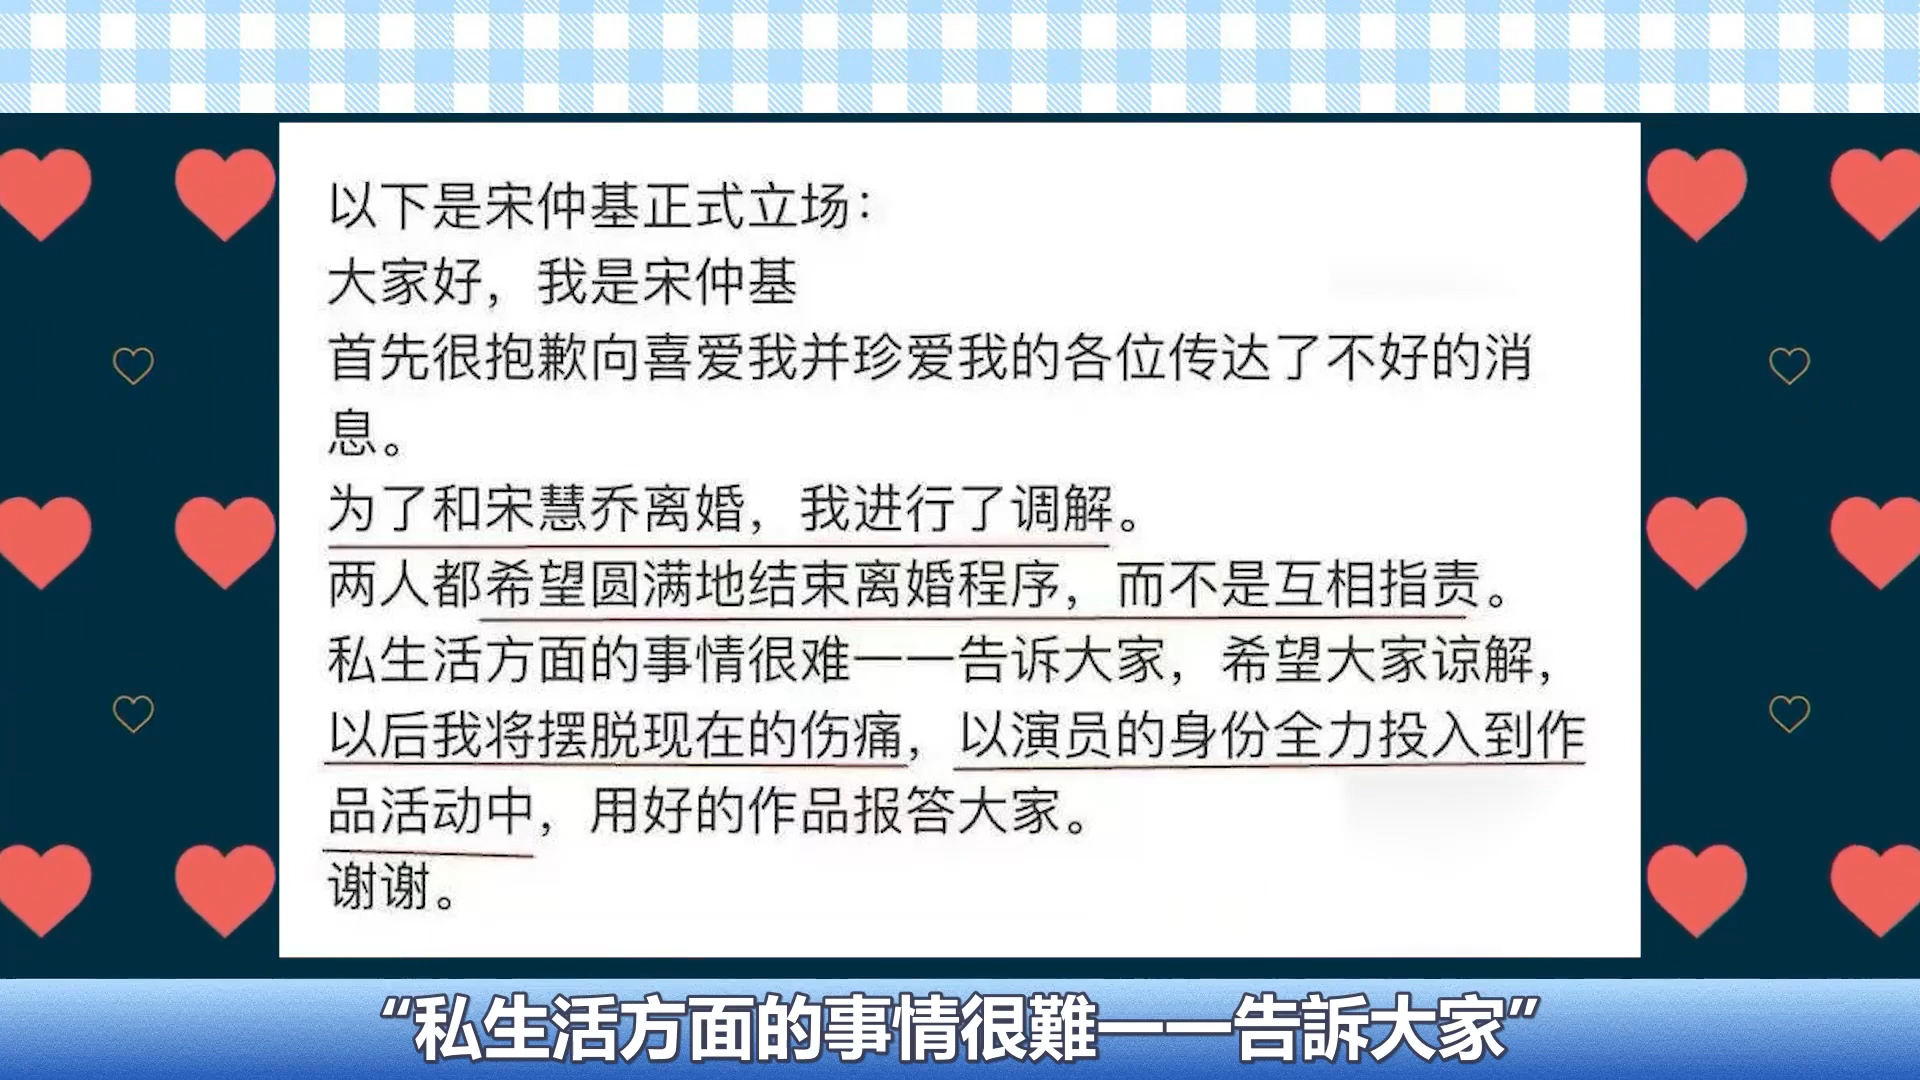 以下是宋仲基正式立场：
大家好，我是宋仲基
首先很抱歉向喜爱我并珍爱我的各位传达了不好的消
息。
为了和宋慧乔离婚，我进行了调解。
两人都希望圆满地结束离婚程序，而不是互相指责。
私生活方面的事情很难一一告诉大家，希望大家谅解，
以后我将摆脱现在的伤痛，以演员的身份全力投入到作
品活动中，用好的作品报答大家。
谢谢。
“私生活方面的事情很難一一告訴大家”